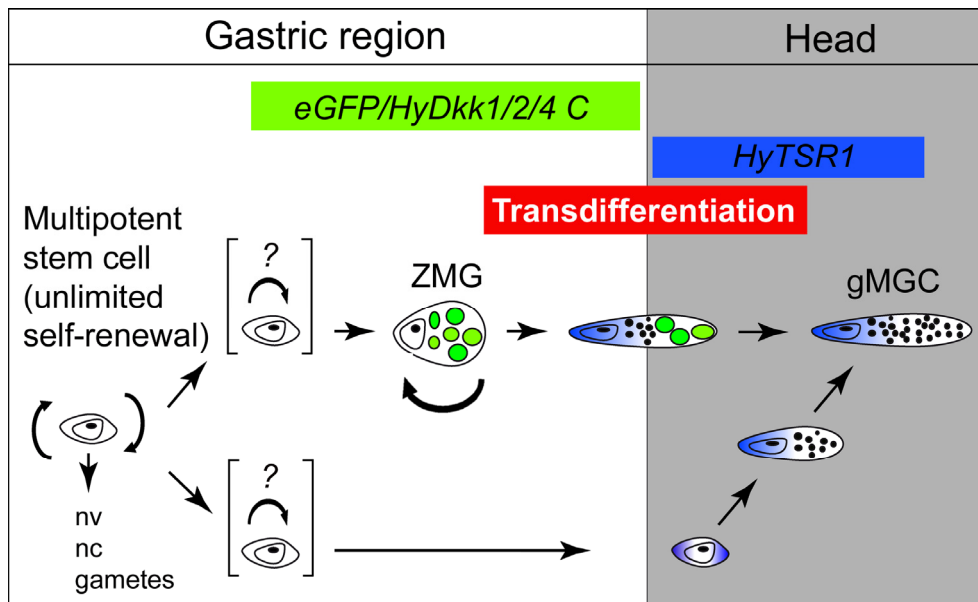 Gastric region
Head
eGFP/HyDkk1/2/4 C
HyTSR1
Transdifferentiation
Multipotent
stem cell
(unlimited
self-renewal)
?
ZMG
gMGC
?
nv
nc
gametes